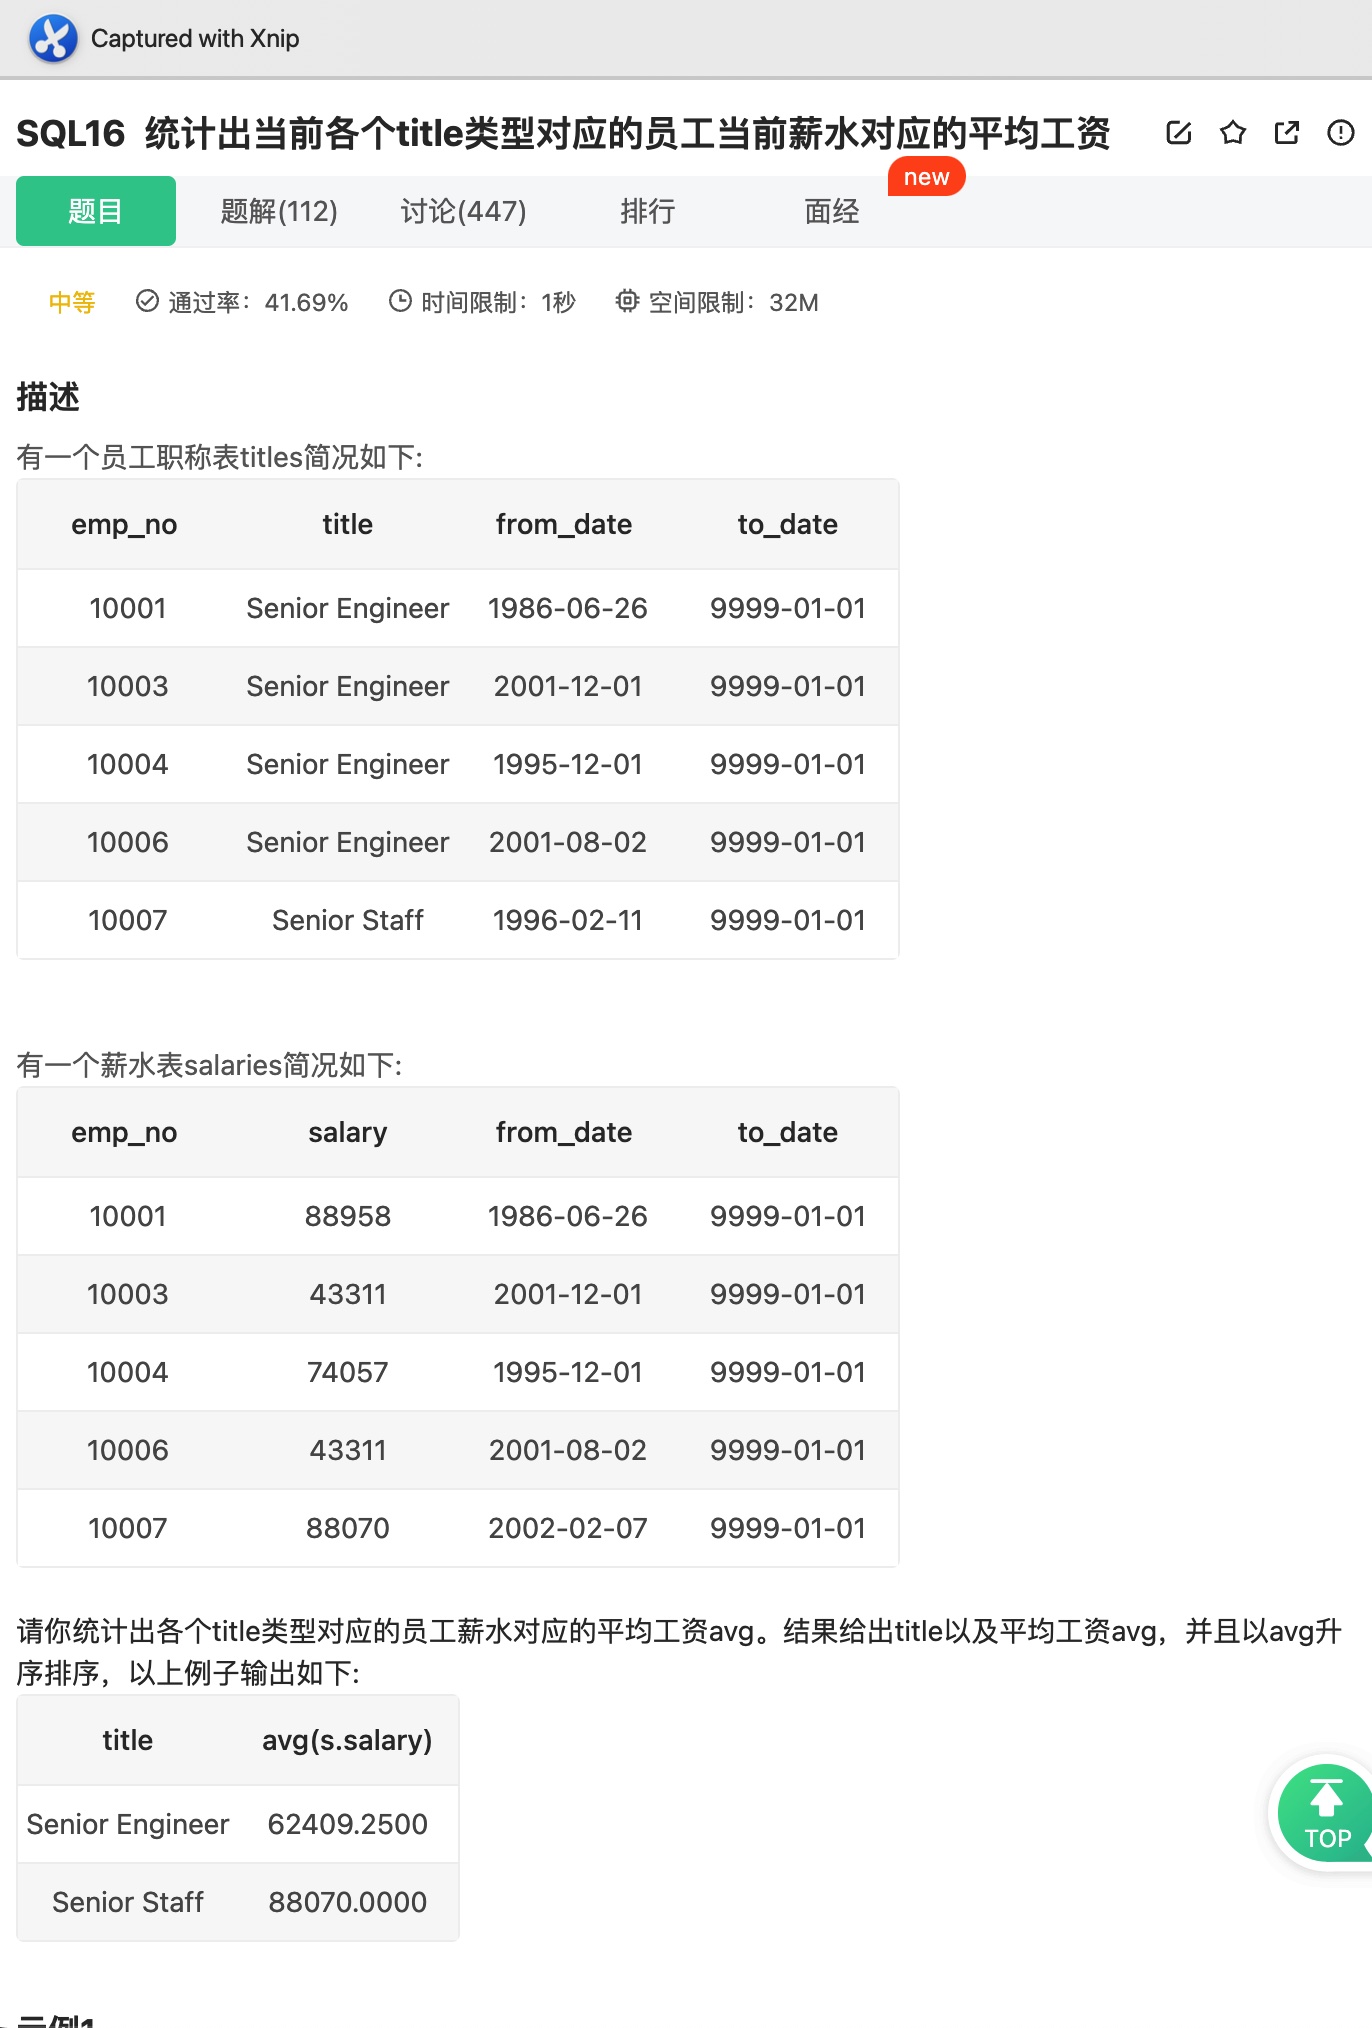 Captured with Xnip
SQL16 统计出当前各个title类型对应的员工当前薪水对应的平均工资
new
题目 题解(112) 讨论(447) 排行 面经
中等 通过率：41.69% 时间限制：1秒 空间限制：32M
描述
有一个员工职称表titles简况如下:
emp_no title from_date to_date
10001 Senior Engineer 1986-06-26 9999-01-01
10003 Senior Engineer 2001-12-01 9999-01-01
10004 Senior Engineer 1995-12-01 9999-01-01
10006 Senior Engineer 2001-08-02 9999-01-01
10007 Senior Staff 1996-02-11 9999-01-01
有一个薪水表salaries简况如下:
emp_no salary from_date to_date
10001 88958 1986-06-26 9999-01-01
10003 43311 2001-12-01 9999-01-01
10004 74057 1995-12-01 9999-01-01
10006 43311 2001-08-02 9999-01-01
10007 88070 2002-02-07 9999-01-01
请你统计出各个title类型对应的员工薪水对应的平均工资avg。结果给出title以及平均工资avg，并且以avg升
序排序，以上例子输出如下:
title avg(s.salary)
Senior Engineer 62409.2500
Senior Staff 88070.0000
TOP
示例1